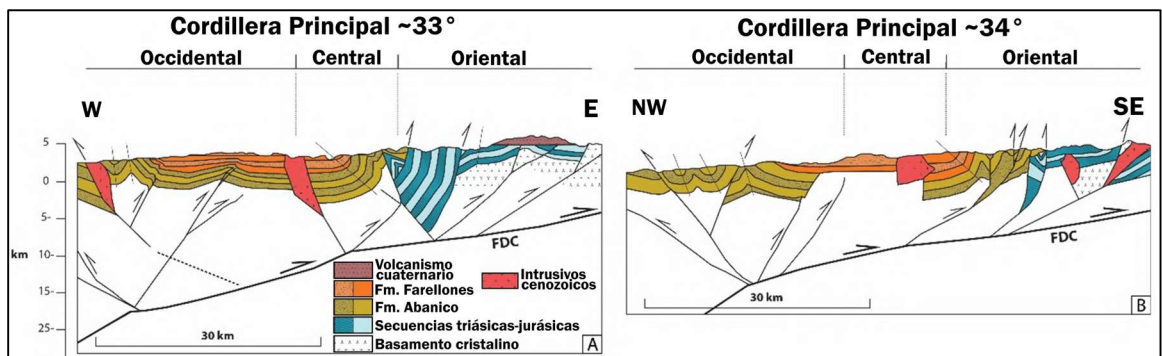 Cordillera Principal ~33°
Occidental
Central
Oriental
W
E
5
0
5-
km
10-
15-
25-
FDC
30 km
Volcanismo
cuaternario
Fm. Farellones
Fm. Abanico
Secuencias triásicas-jurásicas
Basamento cristalino
Intrusivos
cenozoicos
A
Cordillera Principal ~34°
Occidental
Central
Oriental
NW
SE
FDC
30 km
B